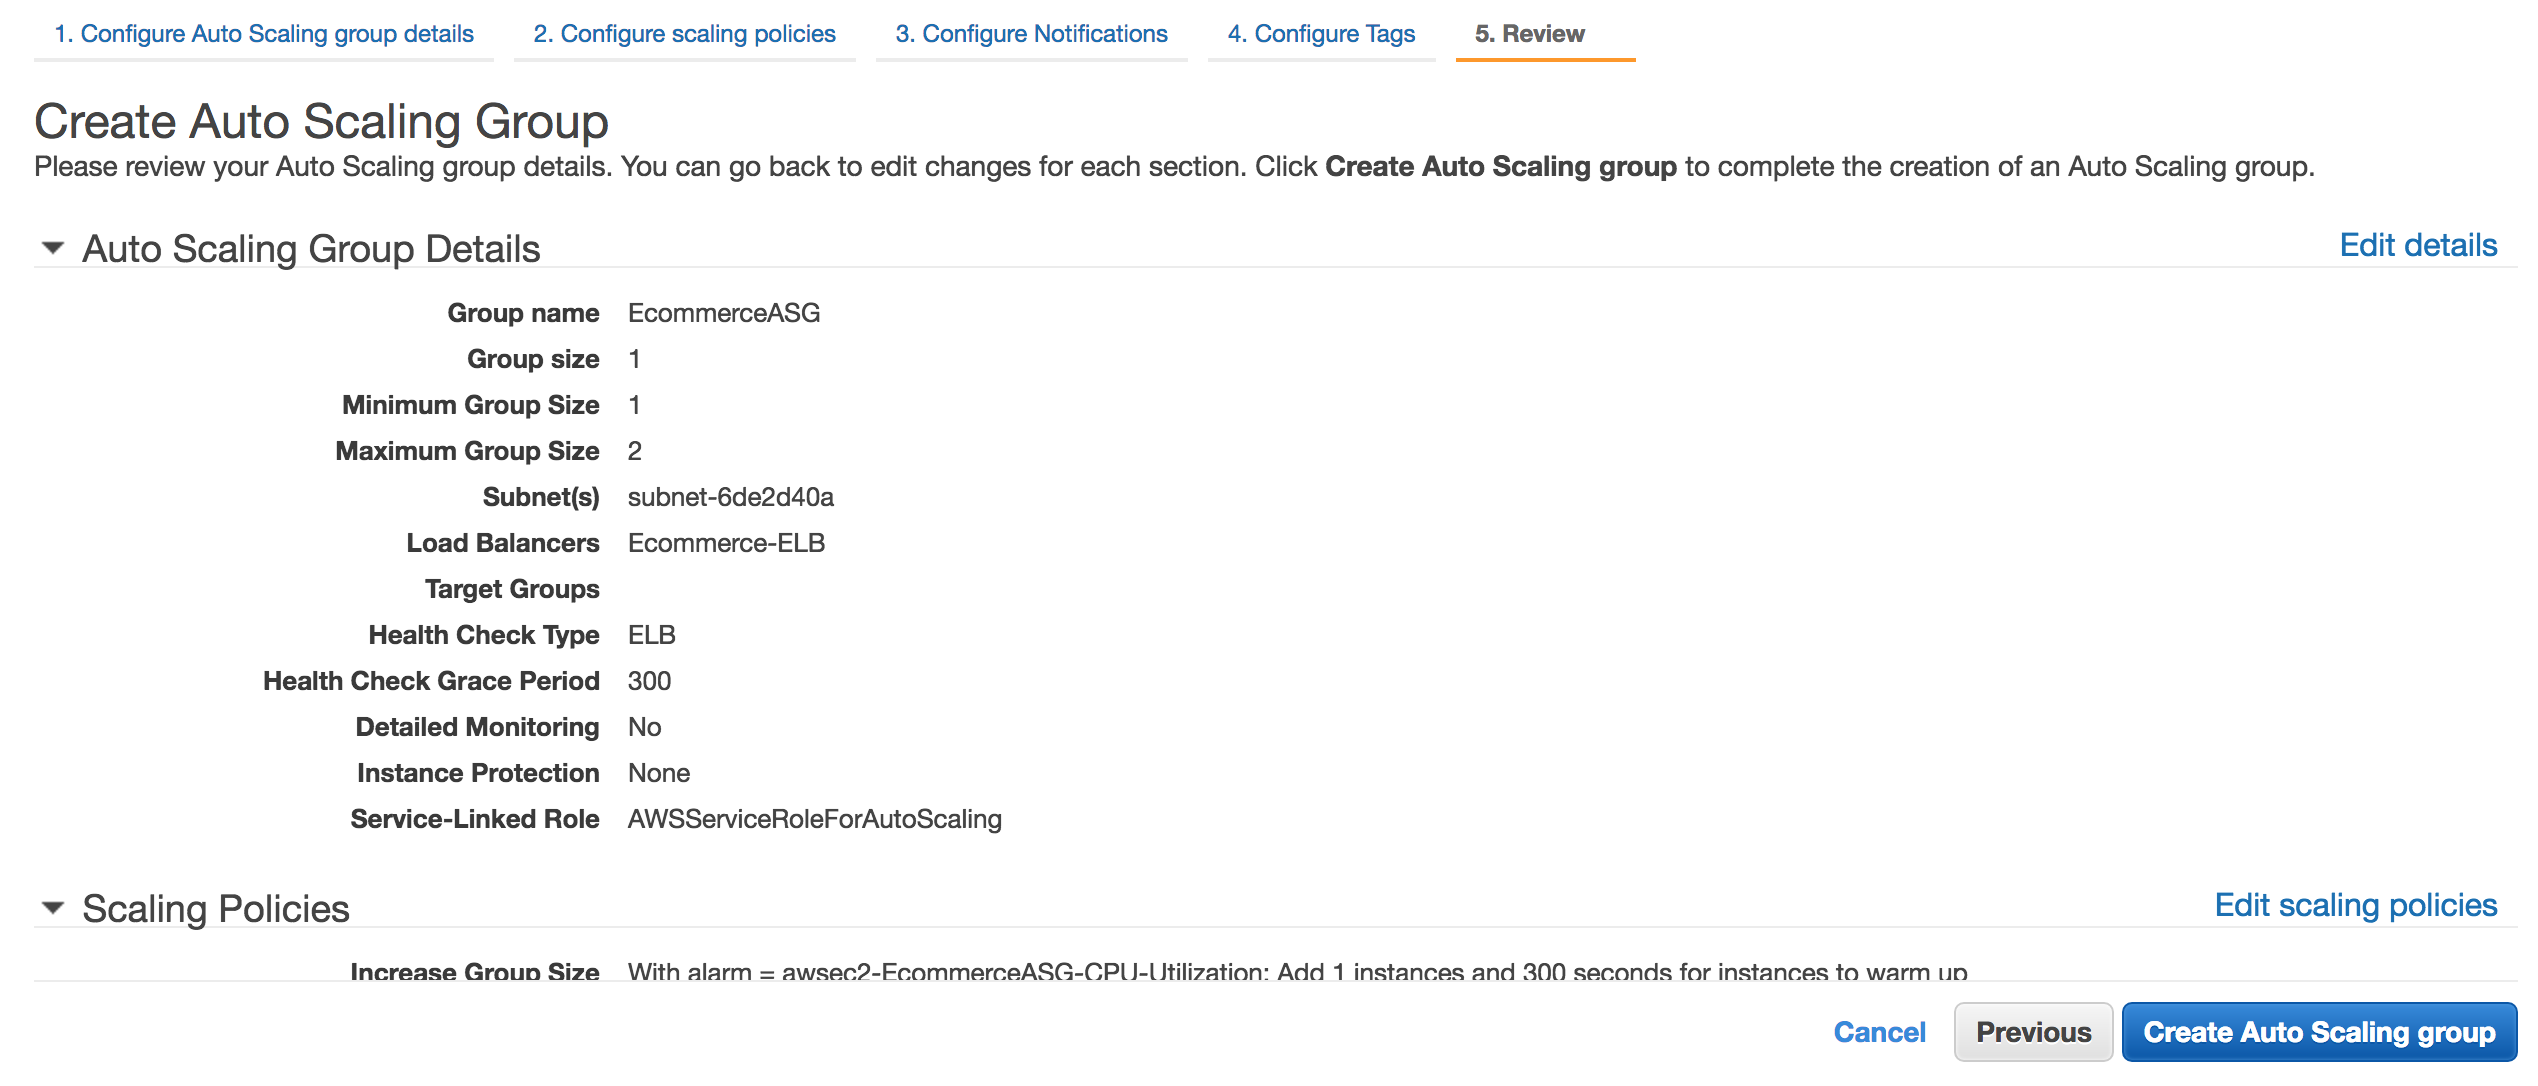 1. Configure Auto Scaling group details 2. Configure scaling policies 3. Configure Notifications 4. Configure Tags 5. Review
Create Auto Scaling Group
Please review your Auto Scaling group details. You can go back to edit changes for each section. Click Create Auto Scaling group to complete the creation of an Auto Scaling group.
Auto Scaling Group Details Edit details
Group name EcommerceASG
Group size 1
Minimum Group Size 1
Maximum Group Size 2
Subnet(s) subnet-6de2d40a
Load Balancers Ecommerce-ELB
Target Groups
Health Check Type ELB
Health Check Grace Period 300
Detailed Monitoring No
Instance Protection None
Service-Linked Role AWSServiceRoleForAutoScaling
Scaling Policies Edit scaling policies
Increase Group Size With alarm = awsec2-EcommerceASG-CPU-Utilization; Add 1 instances and 300 seconds for instances to warm up
Cancel Previous Create Auto Scaling group